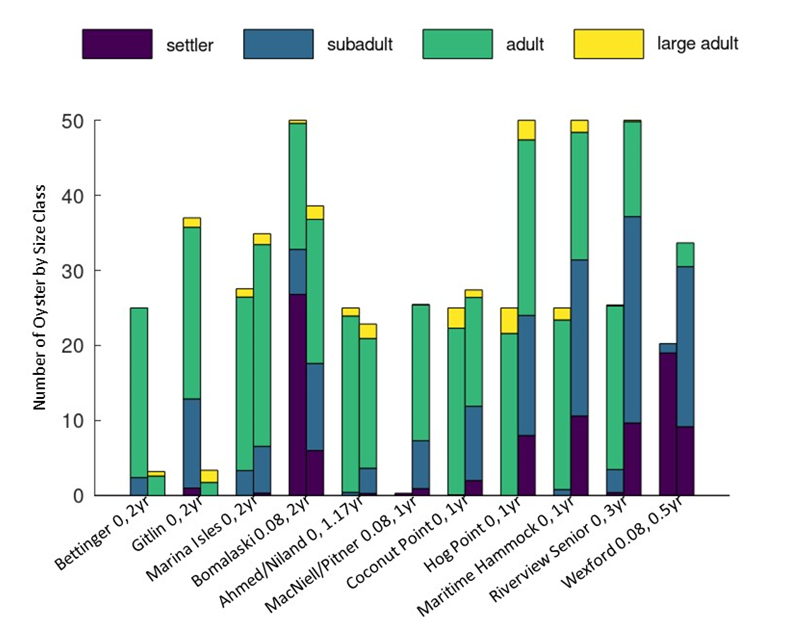 settler subadult adult large adult
Number of Oyster by Size Class
50
40
30
20
10
0
Bettinger 0, 2yr
Gitlin 0, 2yr
Marina Isles 0, 2yr
Bomalaski 0.08, 2yr
Ahmed/Niland 0, 1.17yr
MacNiell/Pitner 0.08, 1yr
Coconut Point 0, 1yr
Hog Point 0, 1yr
Maritime Hammock 0, 1yr
Riverview Senior 0, 3yr
Wexford 0.08, 0.5yr